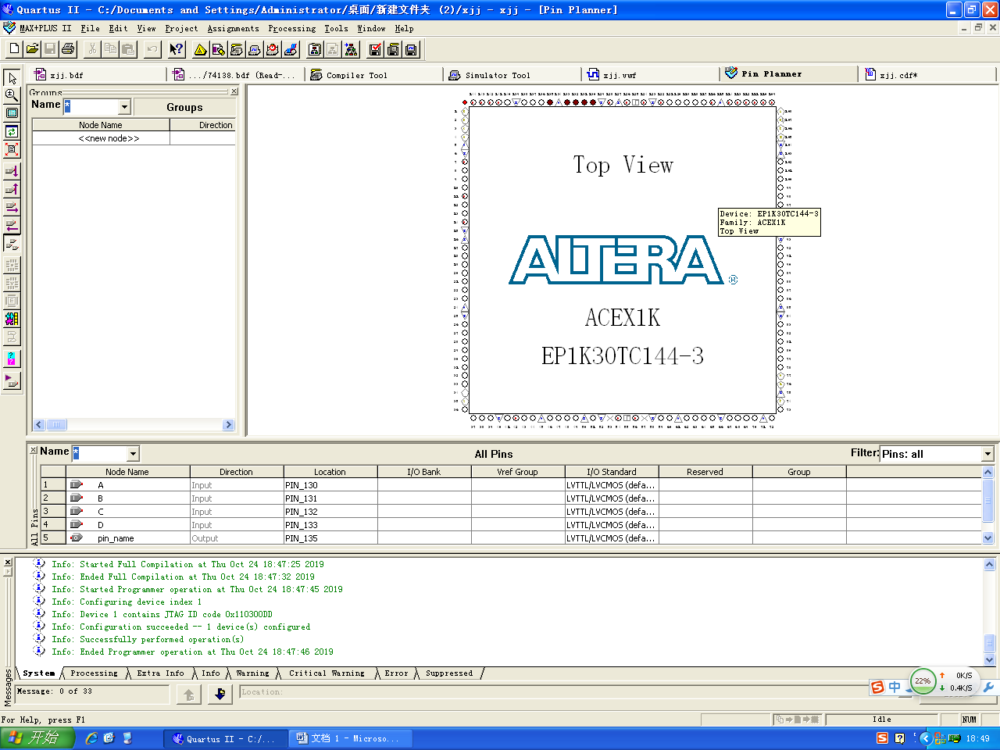 Quartus II - C:/Documents and Settings/Administrator/桌面/新建文件夹 (2)/xjj - xjj - [Pin Planner]
MAX+PLUS II File Edit View Project Assignments Processing Tools Window Help
xjj.bdf .../74138.bdf (Read-... Compiler Tool Simulator Tool xjj.vwf Pin Planner xjj.cdf*
Groups
Name * Groups
Node Name Direction
<<new node>>
Top View
Device: EP1K30TC144-3
Family: ACEX1K
Top View
ALTERA ®
ACEX1K
EP1K30TC144-3
Name * All Pins Filter: Pins: all
Node Name Direction Location I/O Bank Vref Group I/O Standard Reserved Group
1 A Input PIN_130 LVTTL/LVCMOS (defa...
2 B Input PIN_131 LVTTL/LVCMOS (defa...
3 C Input PIN_132 LVTTL/LVCMOS (defa...
4 D Input PIN_133 LVTTL/LVCMOS (defa...
5 pin_name Output PIN_135 LVTTL/LVCMOS (defa...
All Pins
Info: Started Full Compilation at Thu Oct 24 18:47:25 2019
Info: Ended Full Compilation at Thu Oct 24 18:47:32 2019
Info: Started Programmer operation at Thu Oct 24 18:47:45 2019
Info: Configuring device index 1
Info: Device 1 contains JTAG ID code 0x110300DD
Info: Configuration succeeded -- 1 device(s) configured
Info: Successfully performed operation(s)
Info: Ended Programmer operation at Thu Oct 24 18:47:46 2019
System Processing Extra Info Info Warning Critical Warning Error Suppressed
Messages
Message: 0 of 33 Location:
中 22% 0K/S
0.4K/S
For Help, press F1 Idle NUM
开始 Quartus II - C:/... 文档 1 - Microso... 18:49